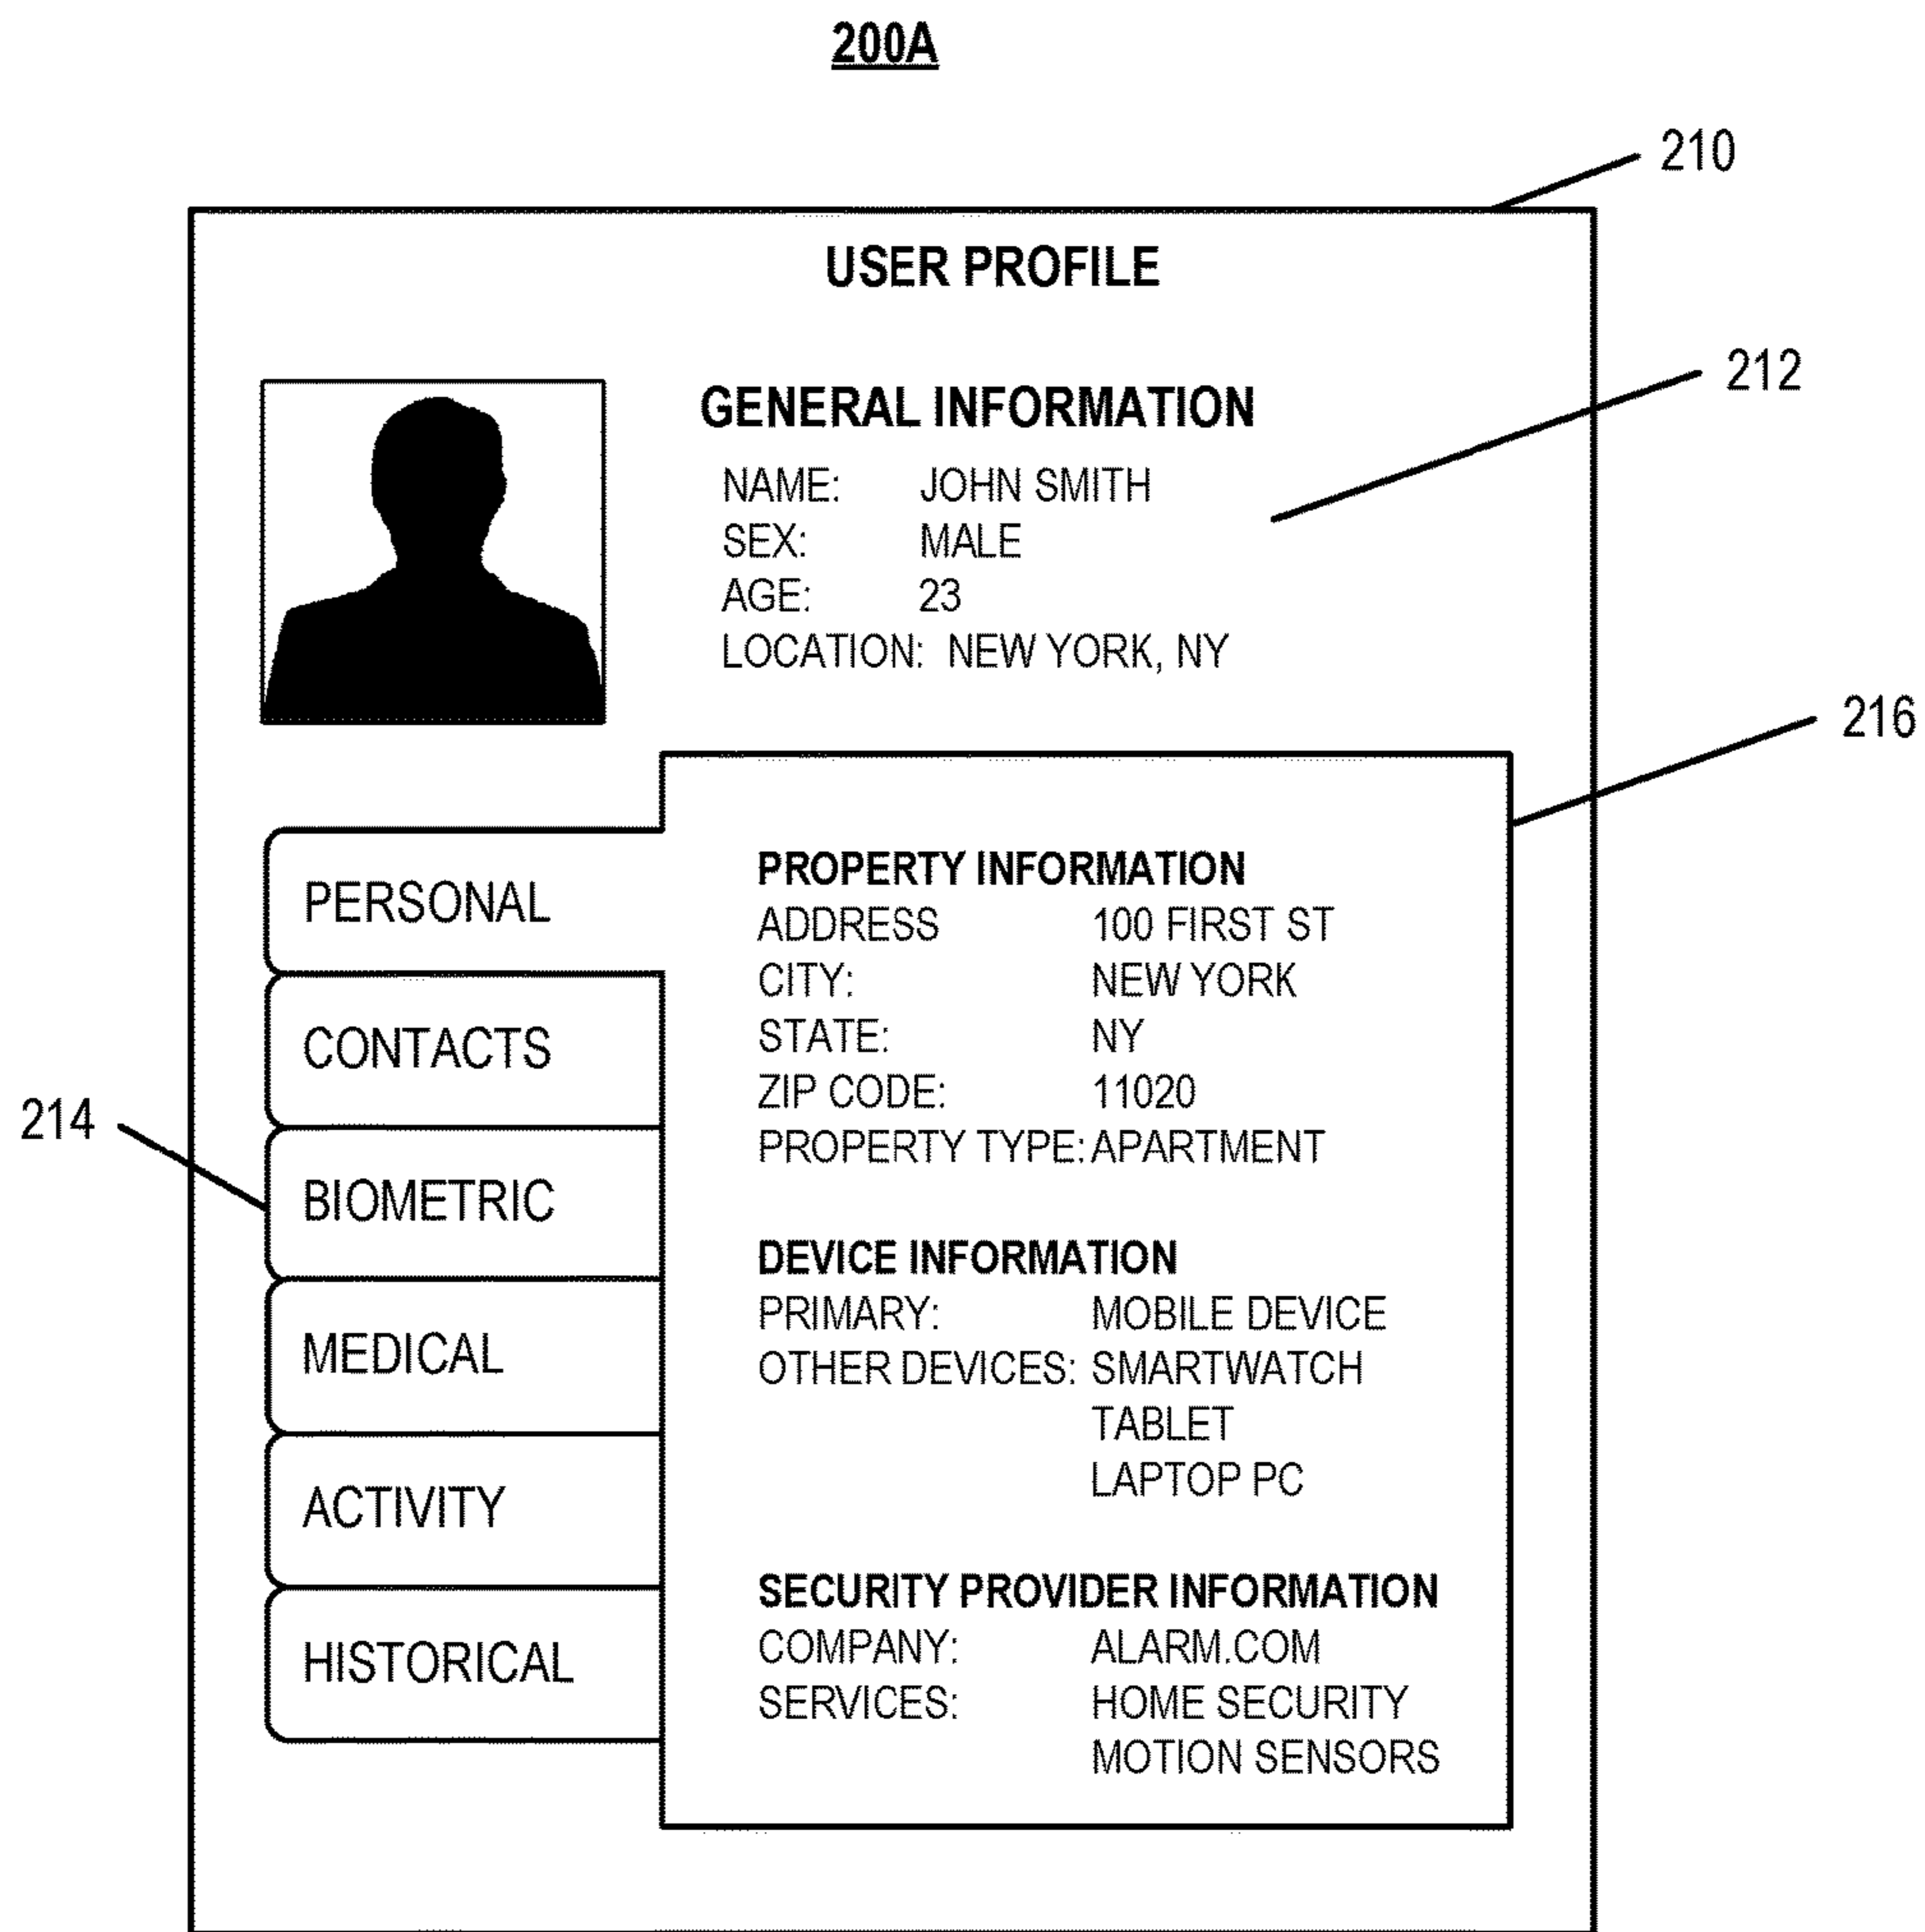 200A
210
USER PROFILE
212
GENERAL INFORMATION
NAME: JOHN SMITH
SEX: MALE
AGE: 23
LOCATION: NEW YORK, NY
216
PERSONAL
CONTACTS
214
BIOMETRIC
MEDICAL
ACTIVITY
HISTORICAL
PROPERTY INFORMATION
ADDRESS 100 FIRST ST
CITY: NEW YORK
STATE: NY
ZIP CODE: 11020
PROPERTY TYPE: APARTMENT
DEVICE INFORMATION
PRIMARY: MOBILE DEVICE
OTHER DEVICES: SMARTWATCH
TABLET
LAPTOP PC
SECURITY PROVIDER INFORMATION
COMPANY: ALARM.COM
SERVICES: HOME SECURITY
MOTION SENSORS